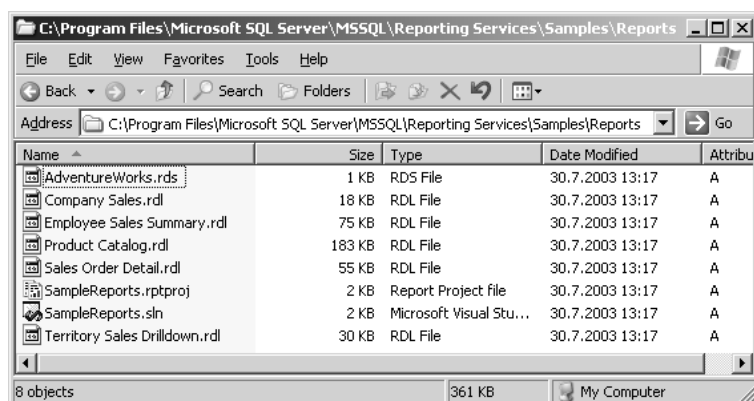 C:\Program Files\Microsoft SQL Server\MSSQL\Reporting Services\Samples\Reports
File Edit View Favorites Tools Help
Back Search Folders
Address C:\Program Files\Microsoft SQL Server\MSSQL\Reporting Services\Samples\Reports Go
Name Size Type Date Modified Attribu
AdventureWorks.rds 1 KB RDS File 30.7.2003 13:17 A
Company Sales.rdl 18 KB RDL File 30.7.2003 13:17 A
Employee Sales Summary.rdl 75 KB RDL File 30.7.2003 13:17 A
Product Catalog.rdl 183 KB RDL File 30.7.2003 13:17 A
Sales Order Detail.rdl 55 KB RDL File 30.7.2003 13:17 A
SampleReports.rptproj 2 KB Report Project file 30.7.2003 13:17 A
SampleReports.sln 2 KB Microsoft Visual Stu... 30.7.2003 13:17 A
Territory Sales Drilldown.rdl 30 KB RDL File 30.7.2003 13:17 A
8 objects 361 KB My Computer